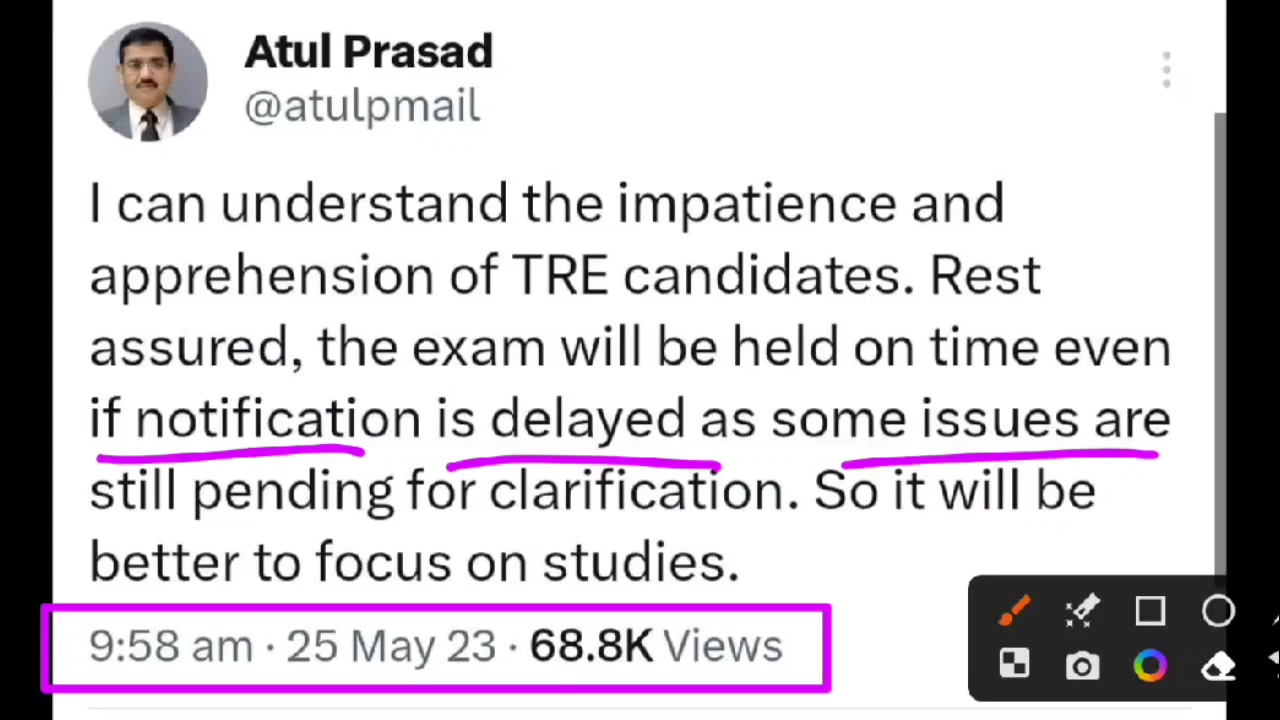 Atul Prasad
@atulpmail
I can understand the impatience and
apprehension of TRE candidates. Rest
assured, the exam will be held on time even
if notification is delayed as some issues are
still pending for clarification. So it will be
better to focus on studies.
9:58 am · 25 May 23 · 68.8K Views